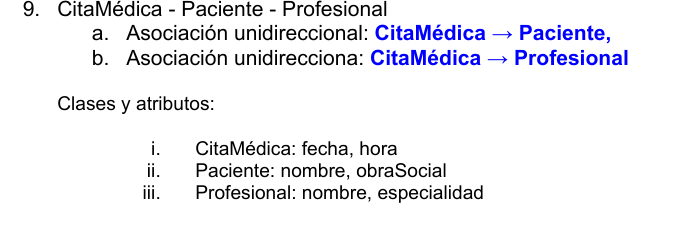 9. CitaMédica - Paciente - Profesional
a. Asociación unidireccional: CitaMédica → Paciente,
b. Asociación unidirecciona: CitaMédica → Profesional
Clases y atributos:
i. CitaMédica: fecha, hora
ii. Paciente: nombre, obraSocial
iii. Profesional: nombre, especialidad